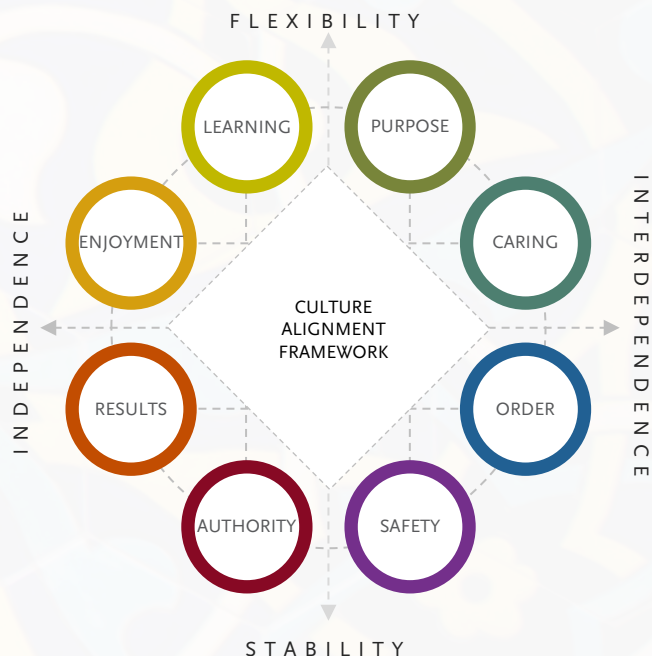 FLEXIBILITY
LEARNING
PURPOSE
ENJOYMENT
CARING
INDEPENDENCE
INTERDEPENDENCE
CULTURE
ALIGNMENT
FRAMEWORK
RESULTS
ORDER
AUTHORITY
SAFETY
STABILITY